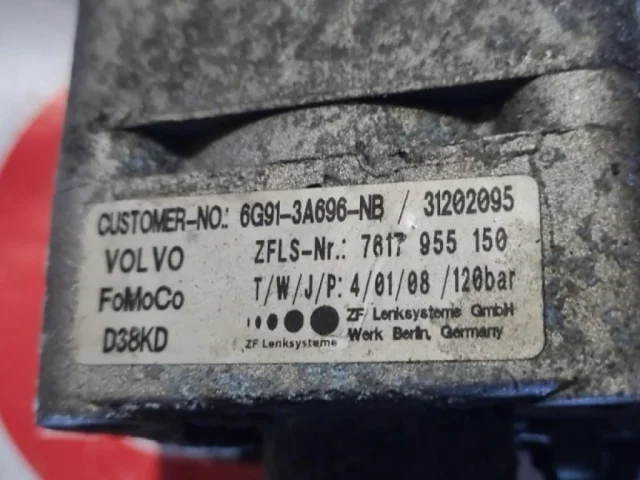 CUSTOMER-NO.: 6G91-3A696-NB / 31202095
VOLVO ZFLS-Nr.: 7617 955 150
FoMoCo T/W/J/P: 4/01/08 /120bar
D38KD ZF Lenksysteme ZF Lenksysteme GmbH
Werk Berlin, Germany